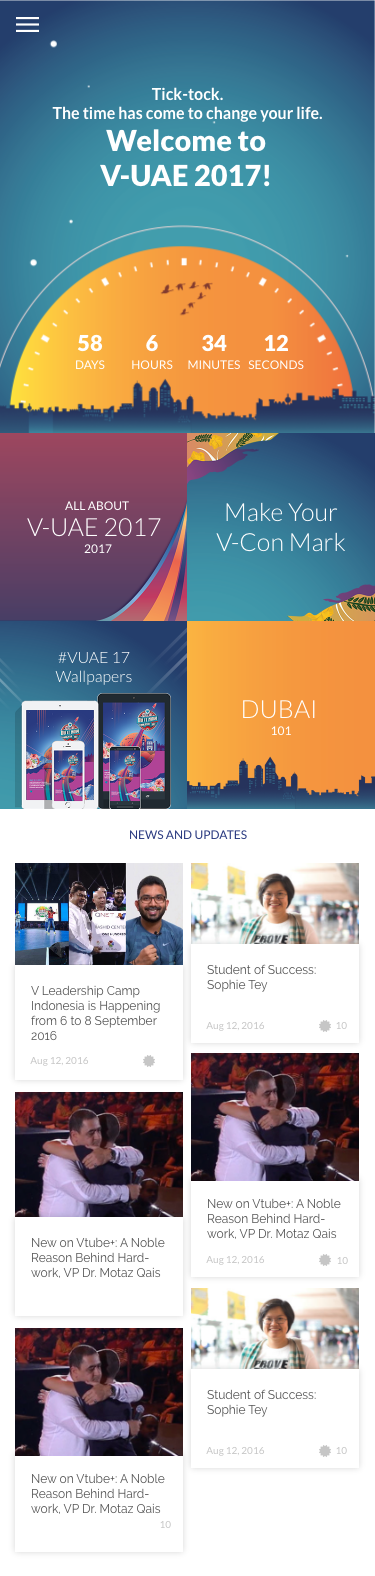 Tick-tock.
The time has come to change your life.
Welcome to
V-UAE 2017!
58 6 34 12
DAYS HOURS MINUTES SECONDS
ALL ABOUT
V-UAE 2017
2017
Make Your
V-Con Mark
#VUAE 17
Wallpapers
DUBAI
101
NEWS AND UPDATES
V Leadership Camp
Indonesia is Happening
from 6 to 8 September
2016
Aug 12, 2016
PROVE
Student of Success:
Sophie Tey
Aug 12, 2016 10
New on Vtube+: A Noble
Reason Behind Hard-
work, VP Dr. Motaz Qais
New on Vtube+: A Noble
Reason Behind Hard-
work, VP Dr. Motaz Qais
Aug 12, 2016 10
New on Vtube+: A Noble
Reason Behind Hard-
work, VP Dr. Motaz Qais
10
PROVE
Student of Success:
Sophie Tey
Aug 12, 2016 10